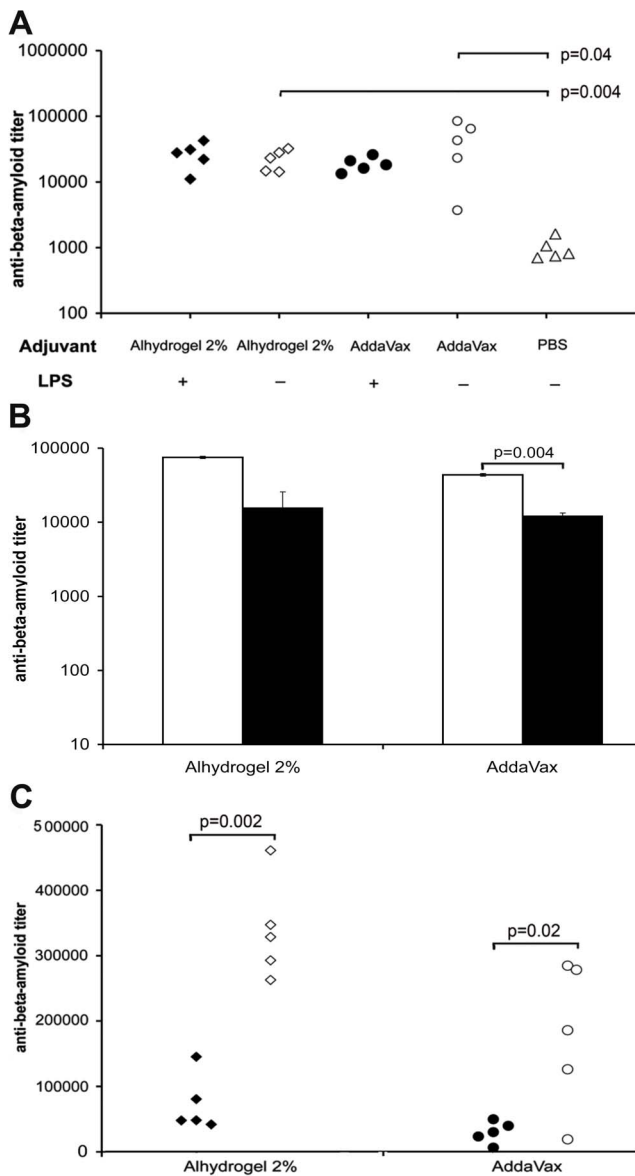 A
1000000
p=0.04
p=0.004
100000
10000
1000
100
anti-beta-amyloid titer
Adjuvant Alhydrogel 2% Alhydrogel 2% AddaVax AddaVax PBS
LPS + – + – –
B
100000
p=0.004
10000
1000
100
10
anti-beta-amyloid titer
Alhydrogel 2% AddaVax
C
500000
p=0.002
400000
p=0.02
300000
200000
100000
0
anti-beta-amyloid titer
Alhydrogel 2% AddaVax